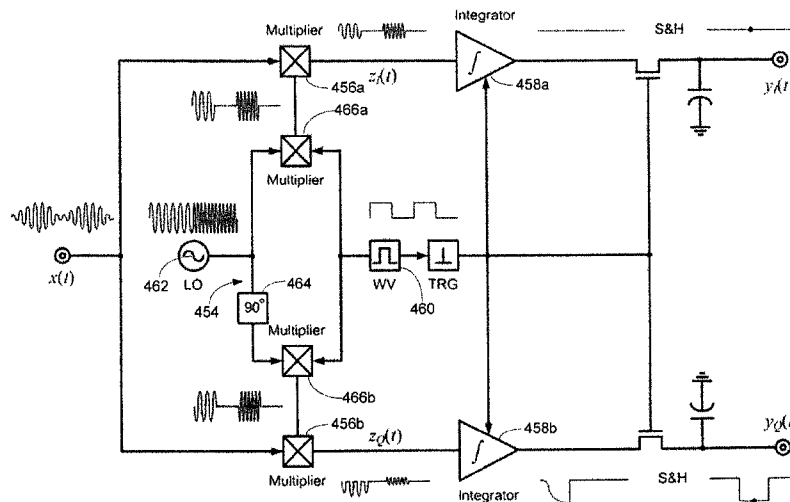 Integrator
Multiplier
S&H
456a
z_I(t)
458a
y_I(t
466a
Multiplier
x(t)
462
LO
454
464
90°
WV
TRG
460
Multiplier
466b
456b
z_Q(t)
458b
y_Q(t
Multiplier
Integrator
S&H